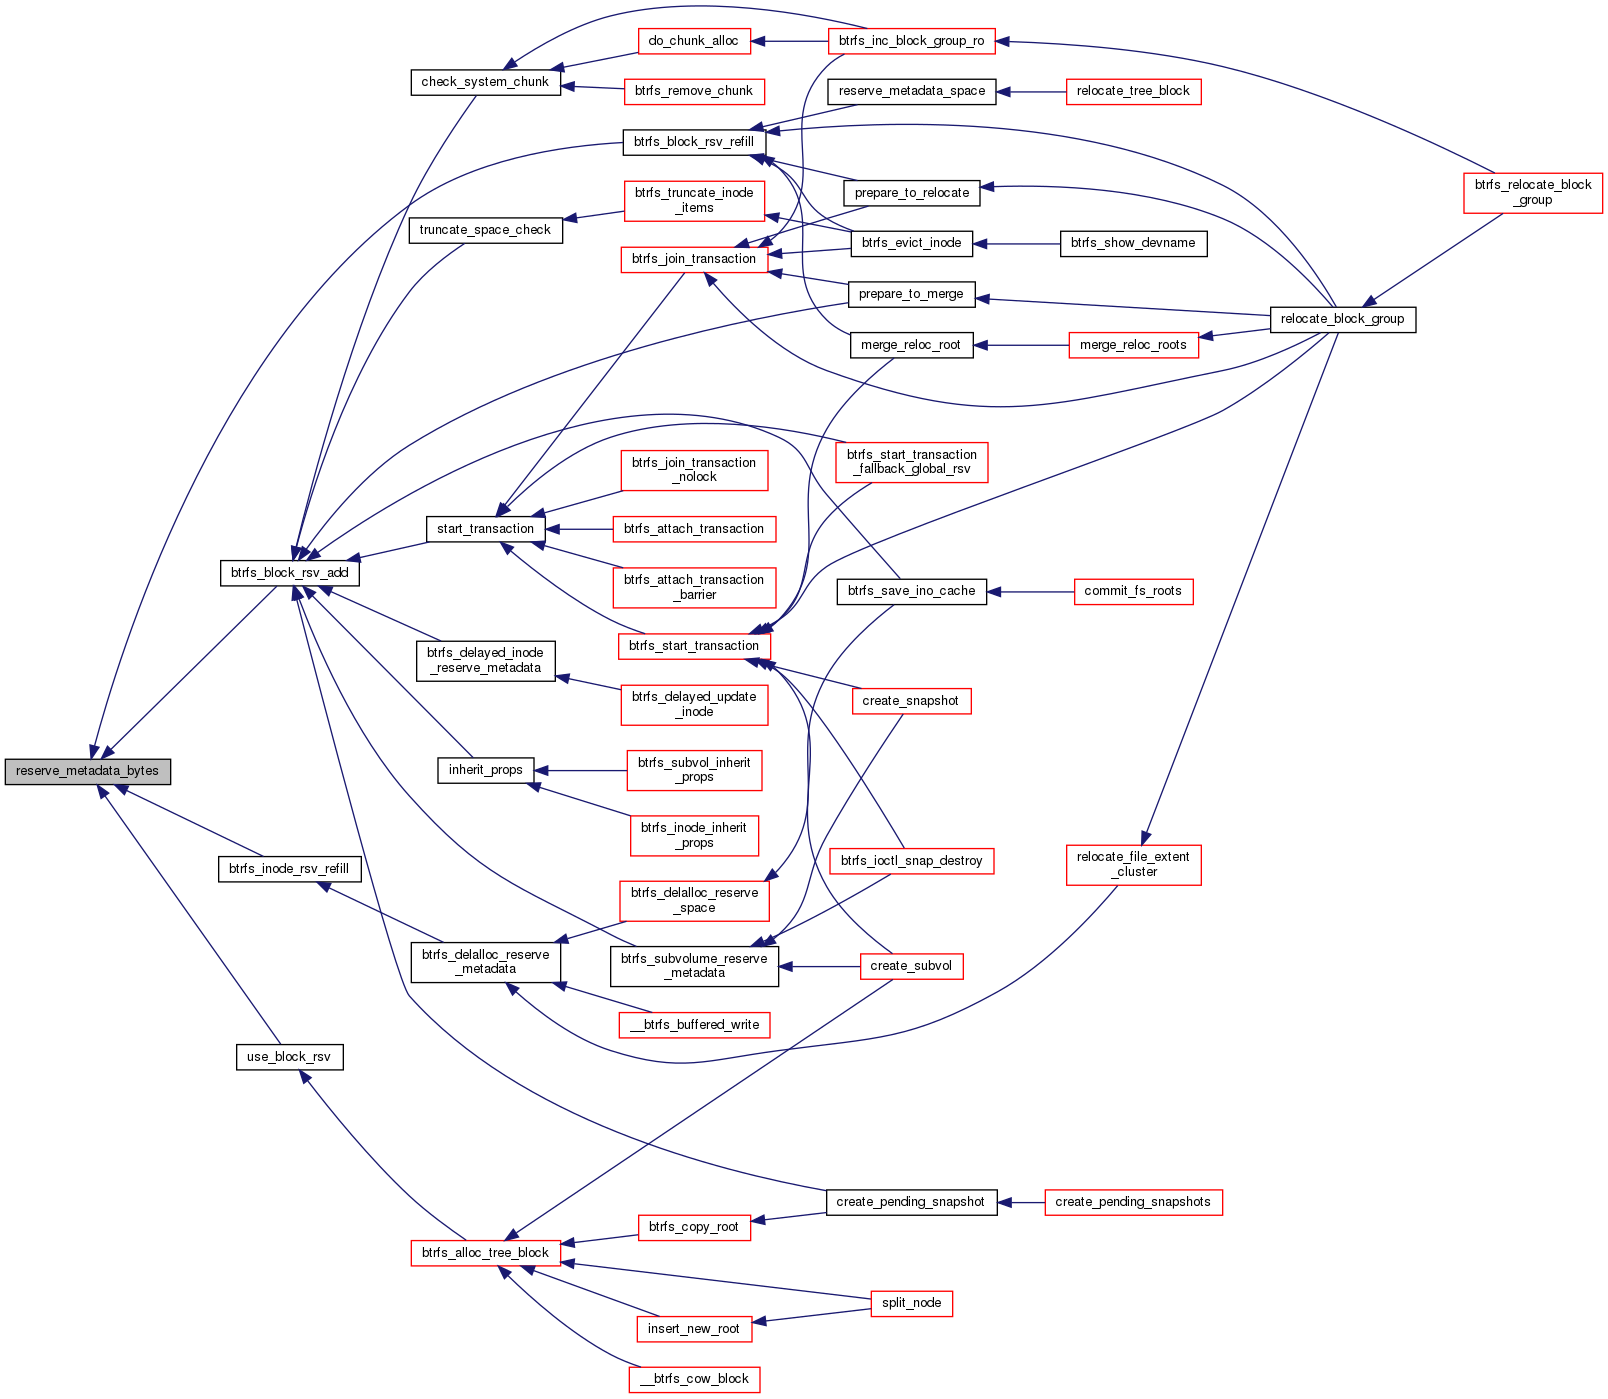 do_chunk_alloc
btrfs_inc_block_group_ro
check_system_chunk
btrfs_remove_chunk
reserve_metadata_space
relocate_tree_block
btrfs_block_rsv_refill
btrfs_truncate_inode
_items
prepare_to_relocate
btrfs_relocate_block
_group
truncate_space_check
btrfs_evict_inode
btrfs_show_devname
btrfs_join_transaction
prepare_to_merge
relocate_block_group
merge_reloc_root
merge_reloc_roots
btrfs_start_transaction
_fallback_global_rsv
btrfs_join_transaction
_nolock
start_transaction
btrfs_attach_transaction
btrfs_block_rsv_add
btrfs_attach_transaction
_barrier
btrfs_save_ino_cache
commit_fs_roots
btrfs_start_transaction
btrfs_delayed_inode
_reserve_metadata
btrfs_delayed_update
_inode
create_snapshot
reserve_metadata_bytes
inherit_props
btrfs_subvol_inherit
_props
btrfs_inode_inherit
_props
btrfs_inode_rsv_refill
btrfs_ioctl_snap_destroy
relocate_file_extent
_cluster
btrfs_delalloc_reserve
_space
btrfs_delalloc_reserve
_metadata
btrfs_subvolume_reserve
_metadata
create_subvol
__btrfs_buffered_write
use_block_rsv
create_pending_snapshot
create_pending_snapshots
btrfs_copy_root
btrfs_alloc_tree_block
split_node
insert_new_root
__btrfs_cow_block